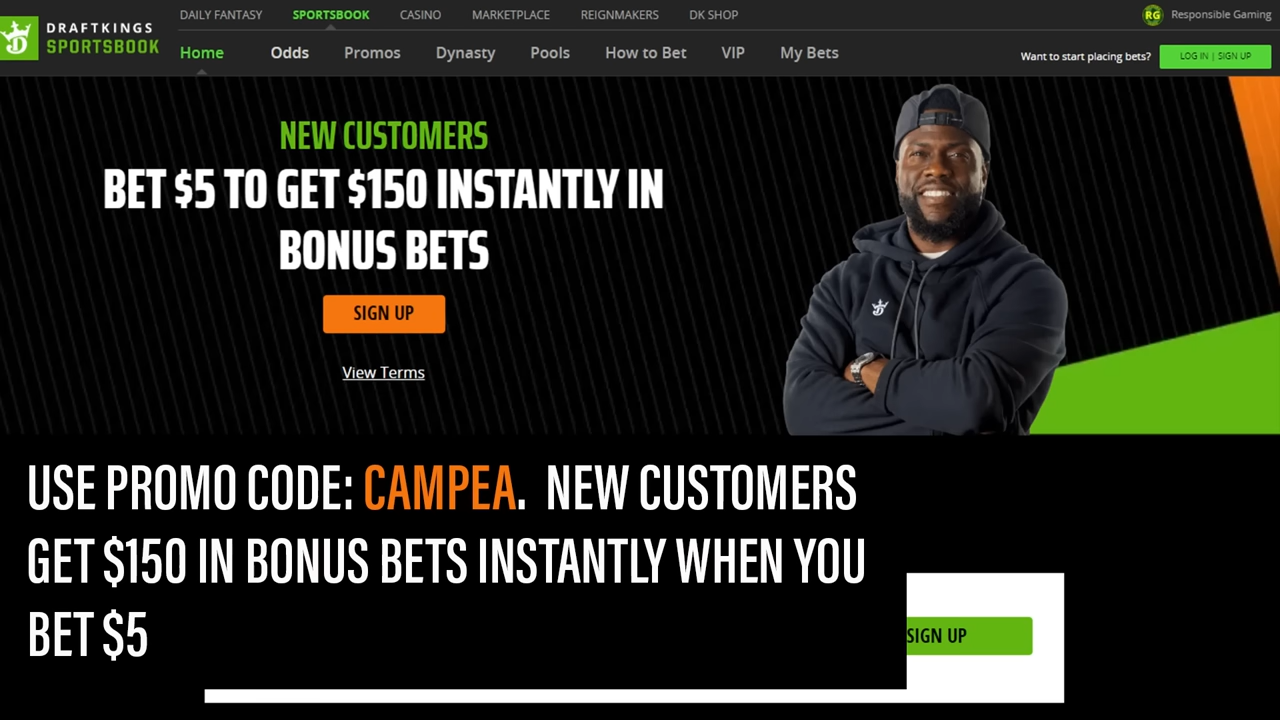 DRAFTKINGS
SPORTSBOOK
DAILY FANTASY SPORTSBOOK CASINO MARKETPLACE REIGNMAKERS DK SHOP
RG Responsible Gaming
Home Odds Promos Dynasty Pools How to Bet VIP My Bets
Want to start placing bets? LOG IN | SIGN UP
NEW CUSTOMERS
BET $5 TO GET $150 INSTANTLY IN
BONUS BETS
SIGN UP
View Terms
USE PROMO CODE: CAMPEA. NEW CUSTOMERS
GET $150 IN BONUS BETS INSTANTLY WHEN YOU
BET $5
SIGN UP